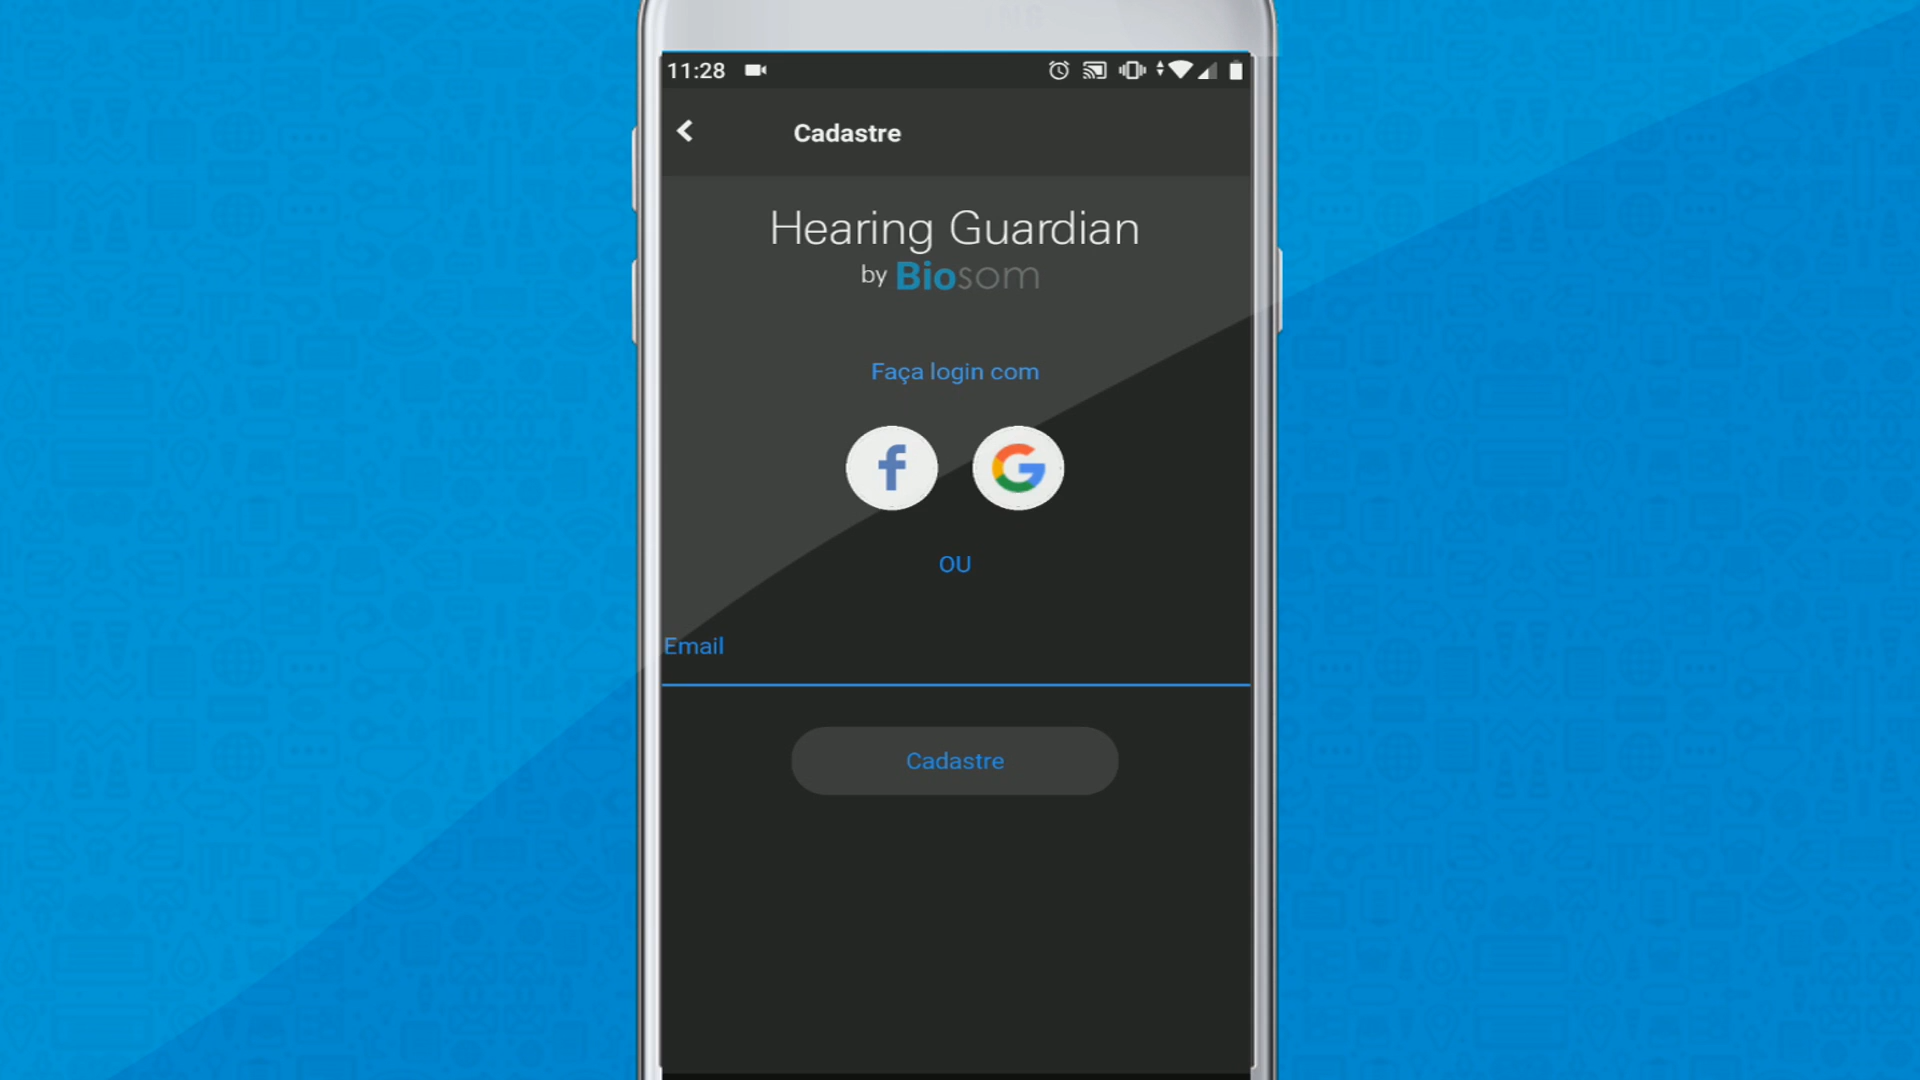 11:28
Cadastre
Hearing Guardian
by Biosom
Faça login com
OU
Email
Cadastre